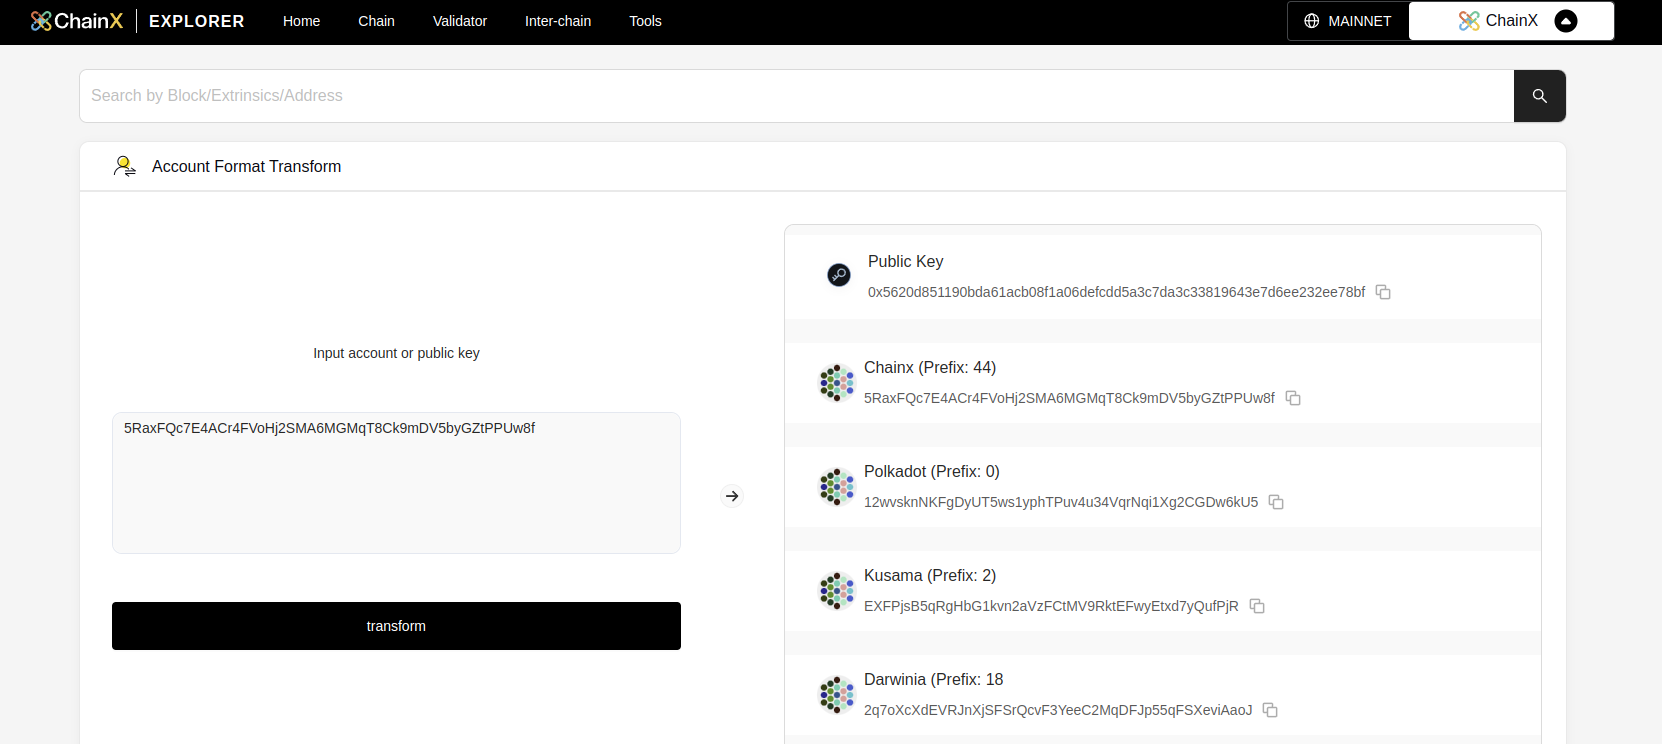 ChainX EXPLORER Home Chain Validator Inter-chain Tools MAINNET ChainX
Search by Block/Extrinsics/Address
Account Format Transform
Input account or public key
5RaxFQc7E4ACr4FVoHj2SMA6MGMqT8Ck9mDV5byGZtPPUw8f
transform
Public Key
0x5620d851190bda61acb08f1a06defcdd5a3c7da3c33819643e7d6ee232ee78bf
Chainx (Prefix: 44)
5RaxFQc7E4ACr4FVoHj2SMA6MGMqT8Ck9mDV5byGZtPPUw8f
Polkadot (Prefix: 0)
12wvsknNKFgDyUT5ws1yphTPuv4u34VqrNqi1Xg2CGDw6kU5
Kusama (Prefix: 2)
EXFPjsB5qRgHbG1kvn2aVzFCtMV9RktEFwyEtxd7yQufPjR
Darwinia (Prefix: 18
2q7oXcXdEVRJnXjSFSrQcvF3YeeC2MqDFJp55qFSXeviAaoJ